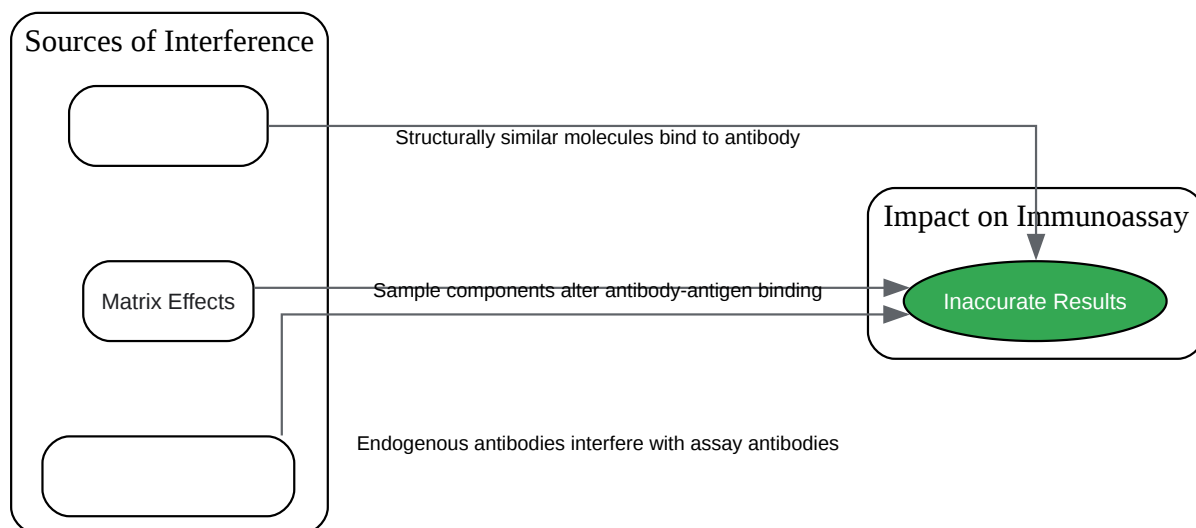 Sources of Interference
Structurally similar molecules bind to antibody
Impact on Immunoassay
Matrix Effects
Sample components alter antibody-antigen binding
Inaccurate Results
Endogenous antibodies interfere with assay antibodies